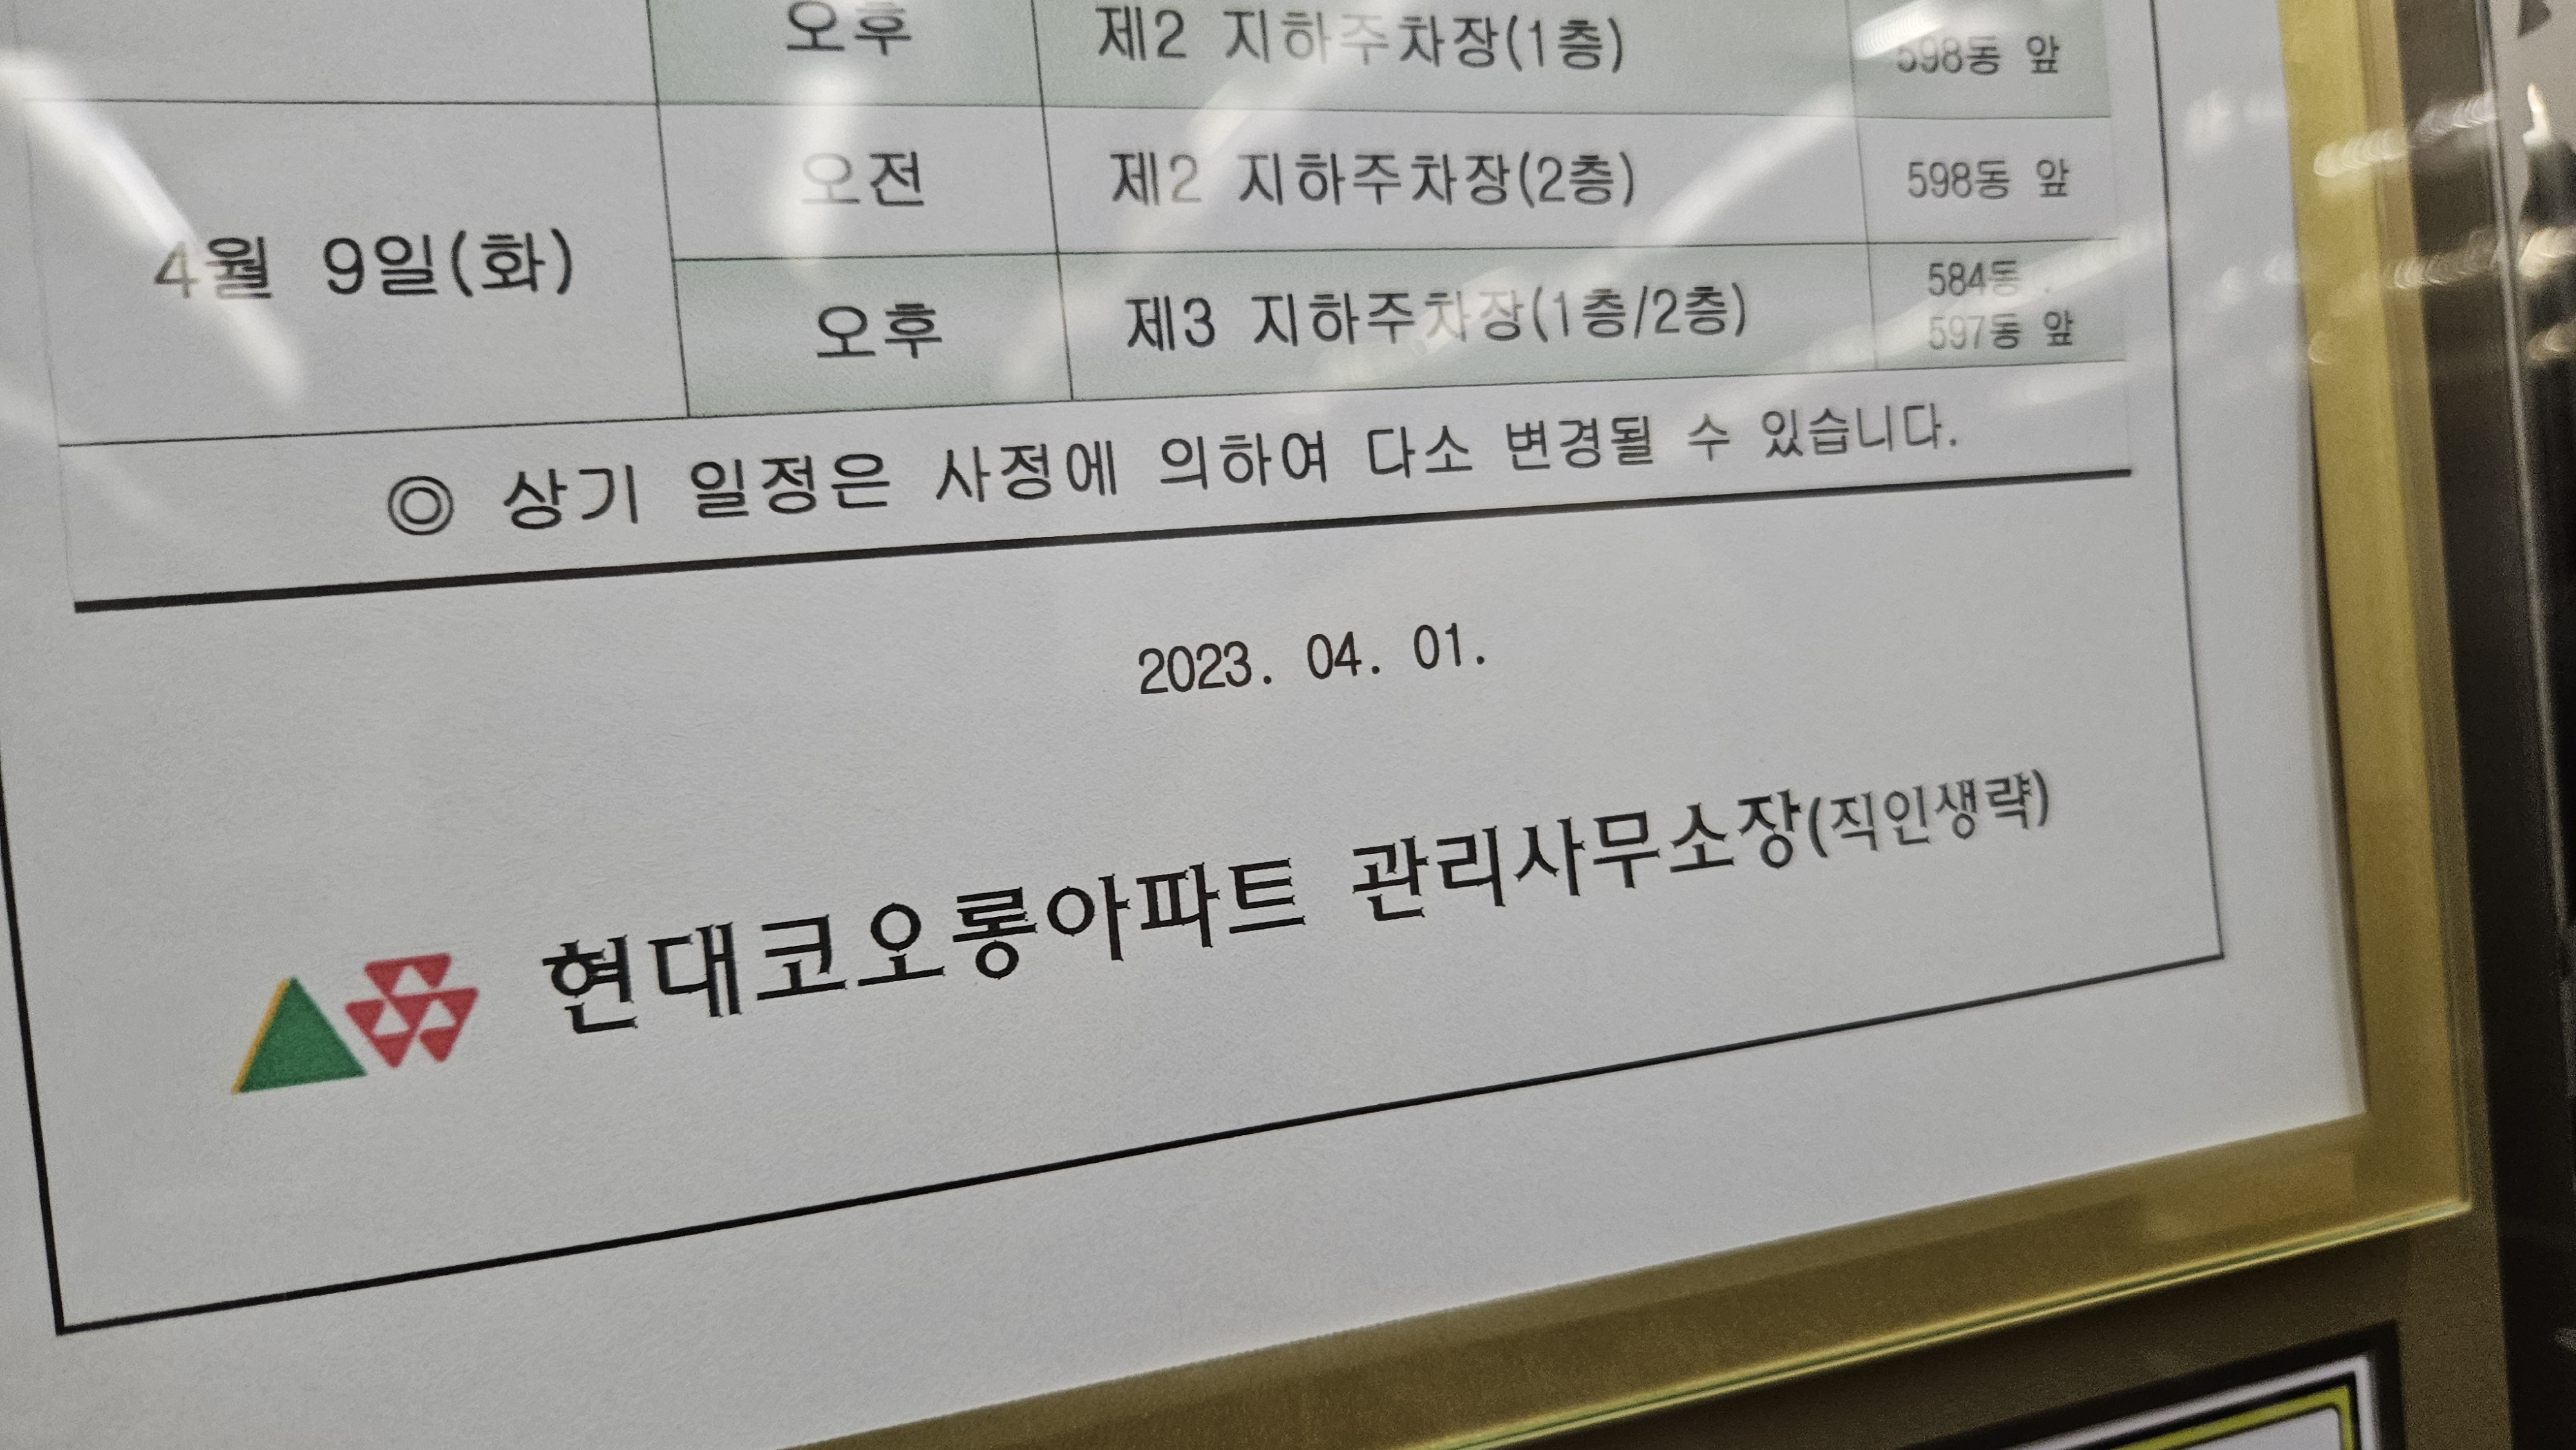 오후 제2 지하주차장(1층) 598동 앞
오전 제2 지하주차장(2층) 598동 앞
4월 9일(화)
오후 제3 지하주차장(1층/2층) 584동,
597동 앞
◎ 상기 일정은 사정에 의하여 다소 변경될 수 있습니다.
2023. 04. 01.
현대코오롱아파트 관리사무소장(직인생략)